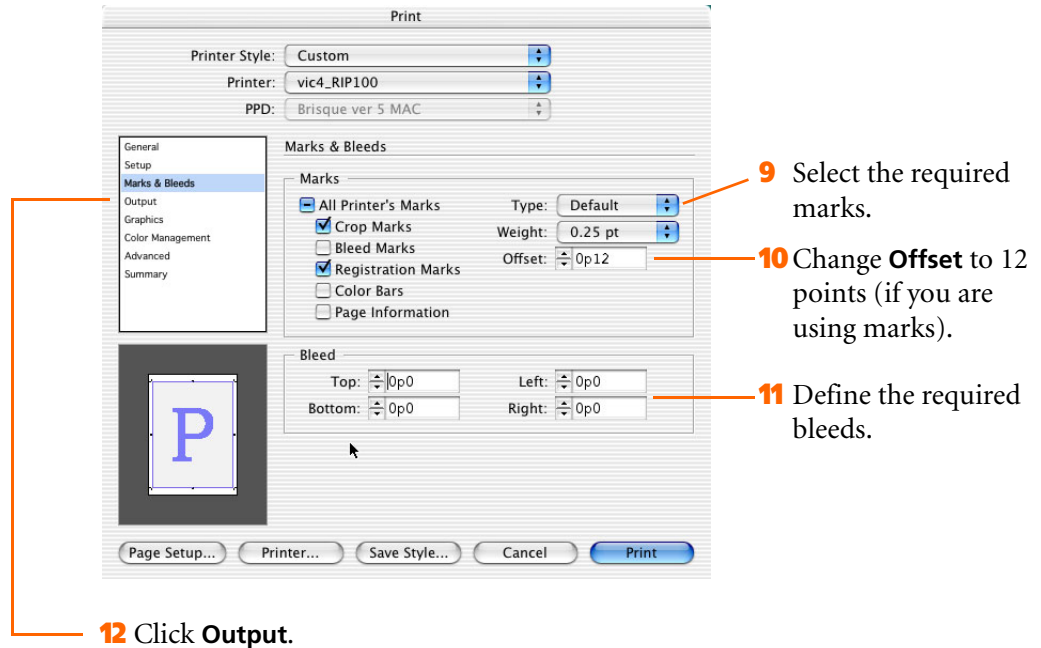 Print
Printer Style: Custom
Printer: vic4_RIP100
PPD: Brisque ver 5 MAC
General
Setup
Marks & Bleeds
Output
Graphics
Color Management
Advanced
Summary
Marks & Bleeds
Marks
All Printer's Marks
Crop Marks
Bleed Marks
Registration Marks
Color Bars
Page Information
Type: Default
Weight: 0.25 pt
Offset: 0p12
Bleed
Top: 0p0
Bottom: 0p0
Left: 0p0
Right: 0p0
P
Page Setup... Printer... Save Style... Cancel Print
9 Select the required
marks.
10 Change Offset to 12
points (if you are
using marks).
11 Define the required
bleeds.
12 Click Output.